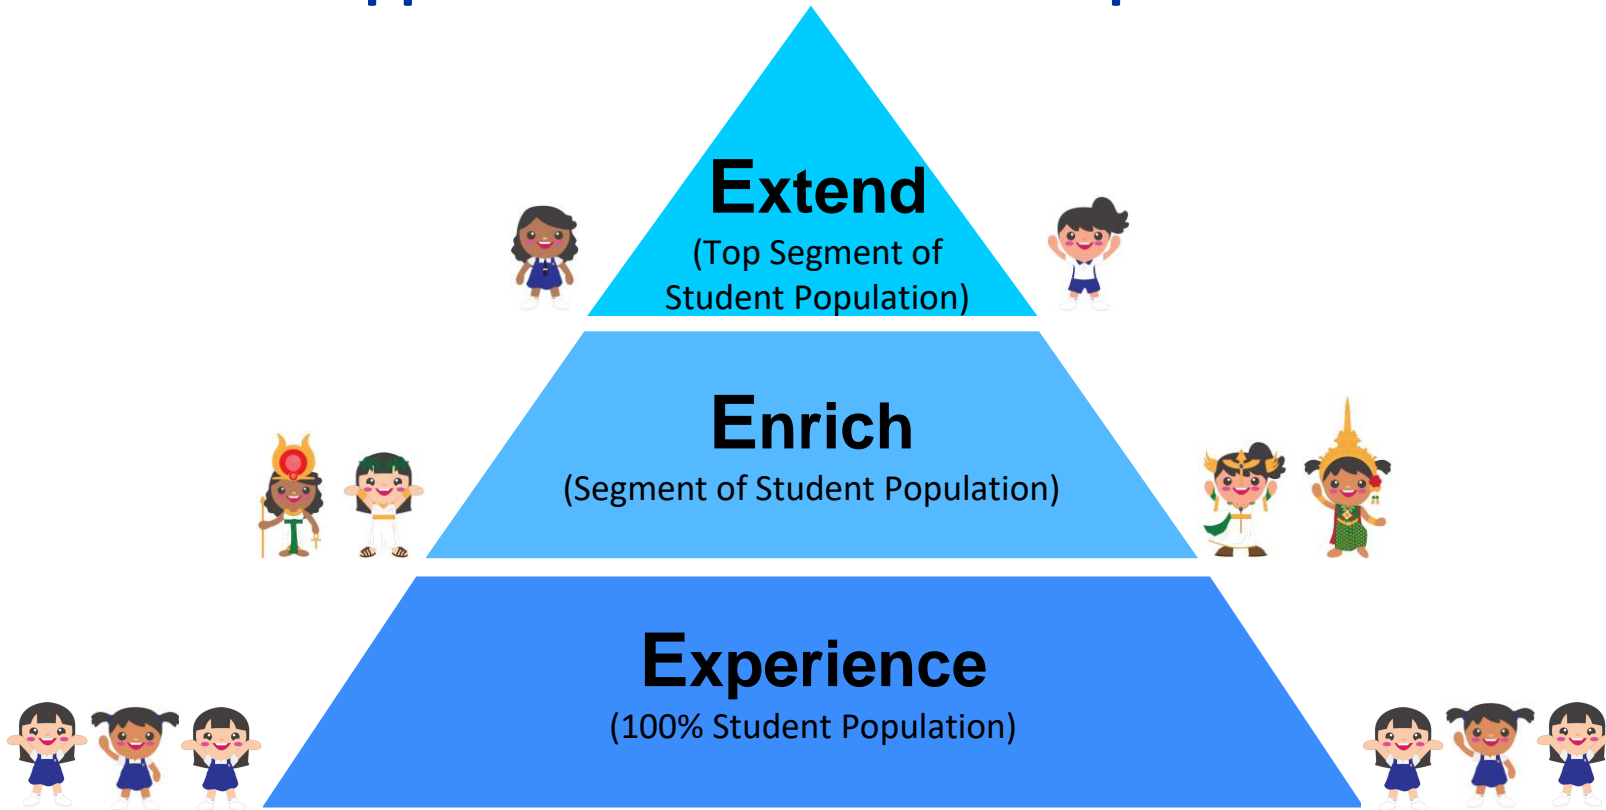 Extend
(Top Segment of
Student Population)
Enrich
(Segment of Student Population)
Experience
(100% Student Population)